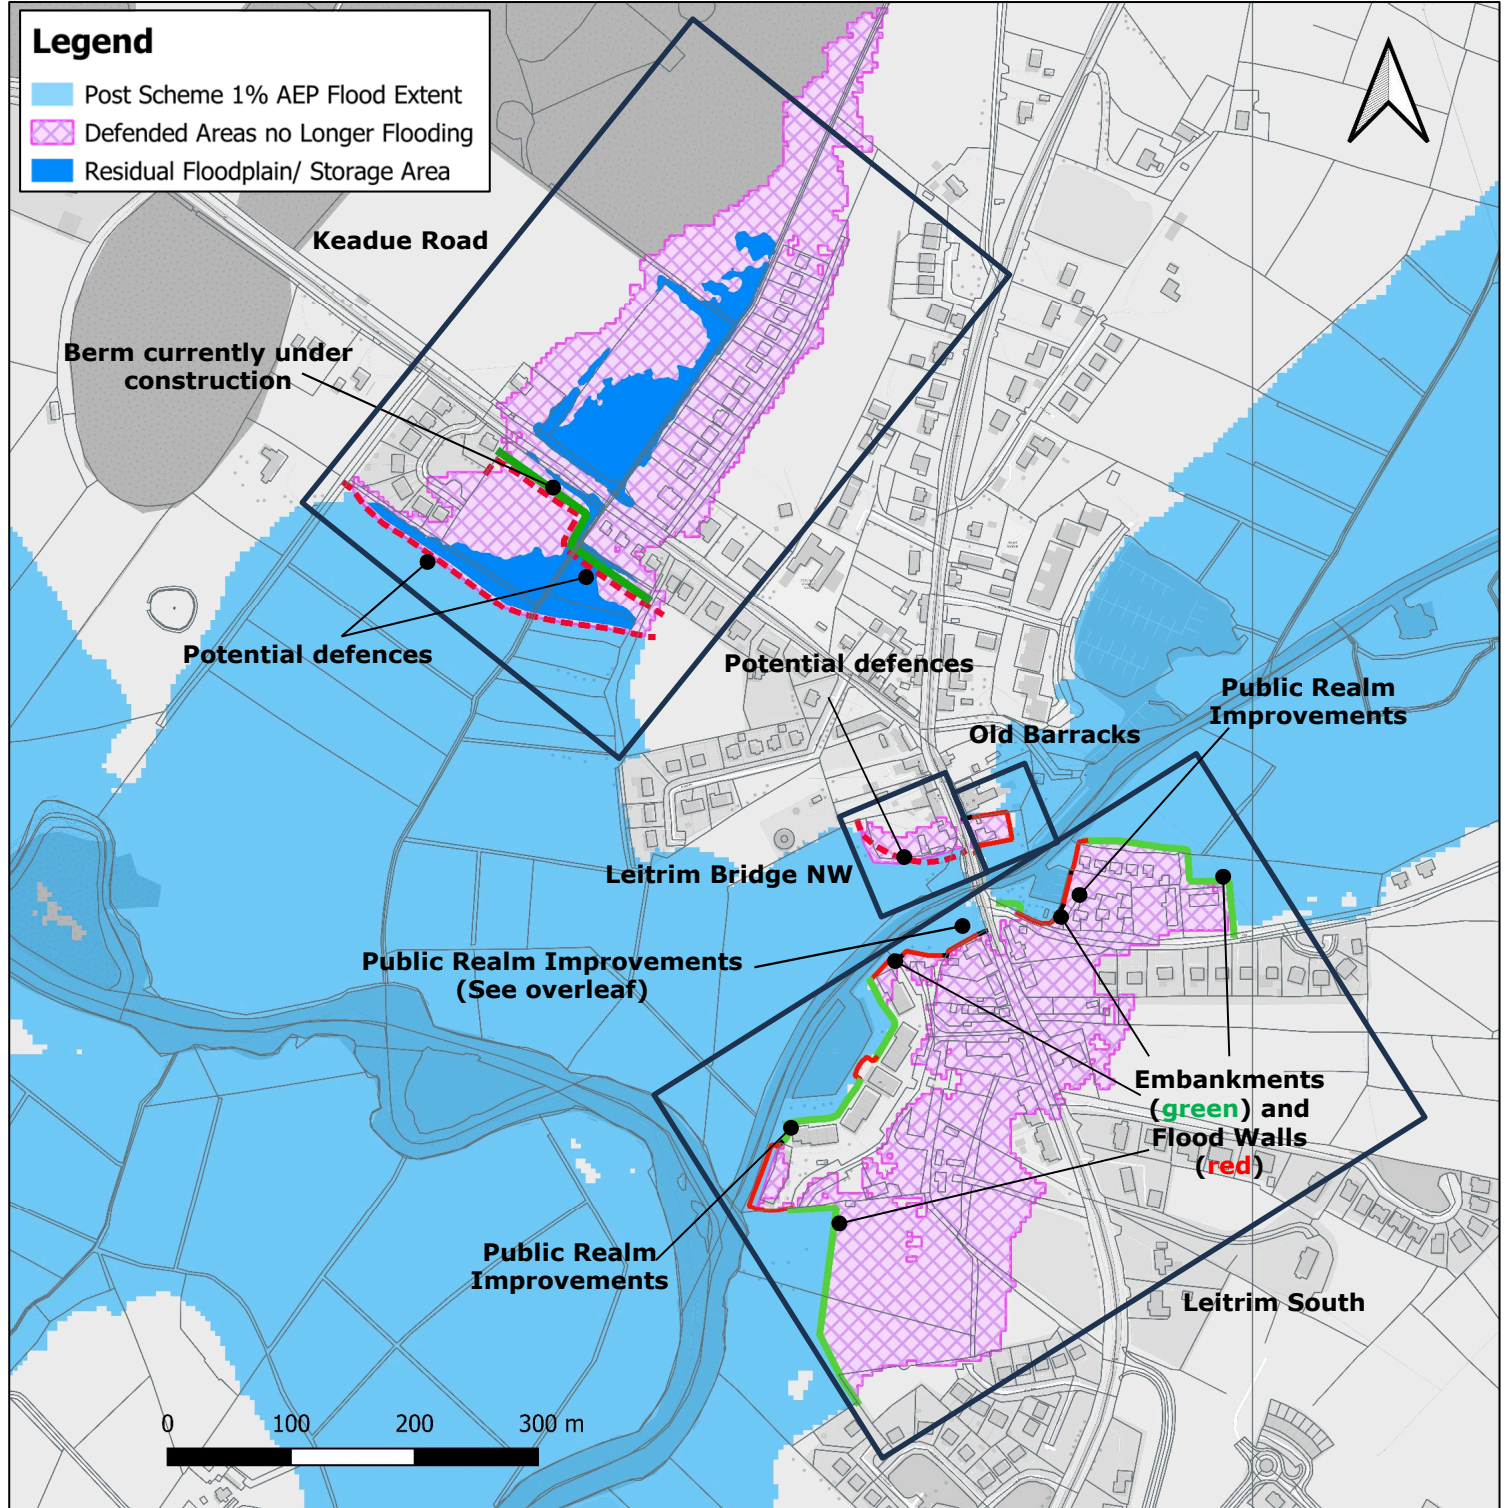 Legend
Post Scheme 1% AEP Flood Extent
Defended Areas no Longer Flooding
Residual Floodplain/ Storage Area
Keadue Road
Berm currently under
construction
Potential defences
Potential defences
Public Realm
Improvements
Old Barracks
Leitrim Bridge NW
Public Realm Improvements
(See overleaf)
Embankments
(green) and
Flood Walls
(red)
Public Realm
Improvements
Leitrim South
0 100 200 300 m